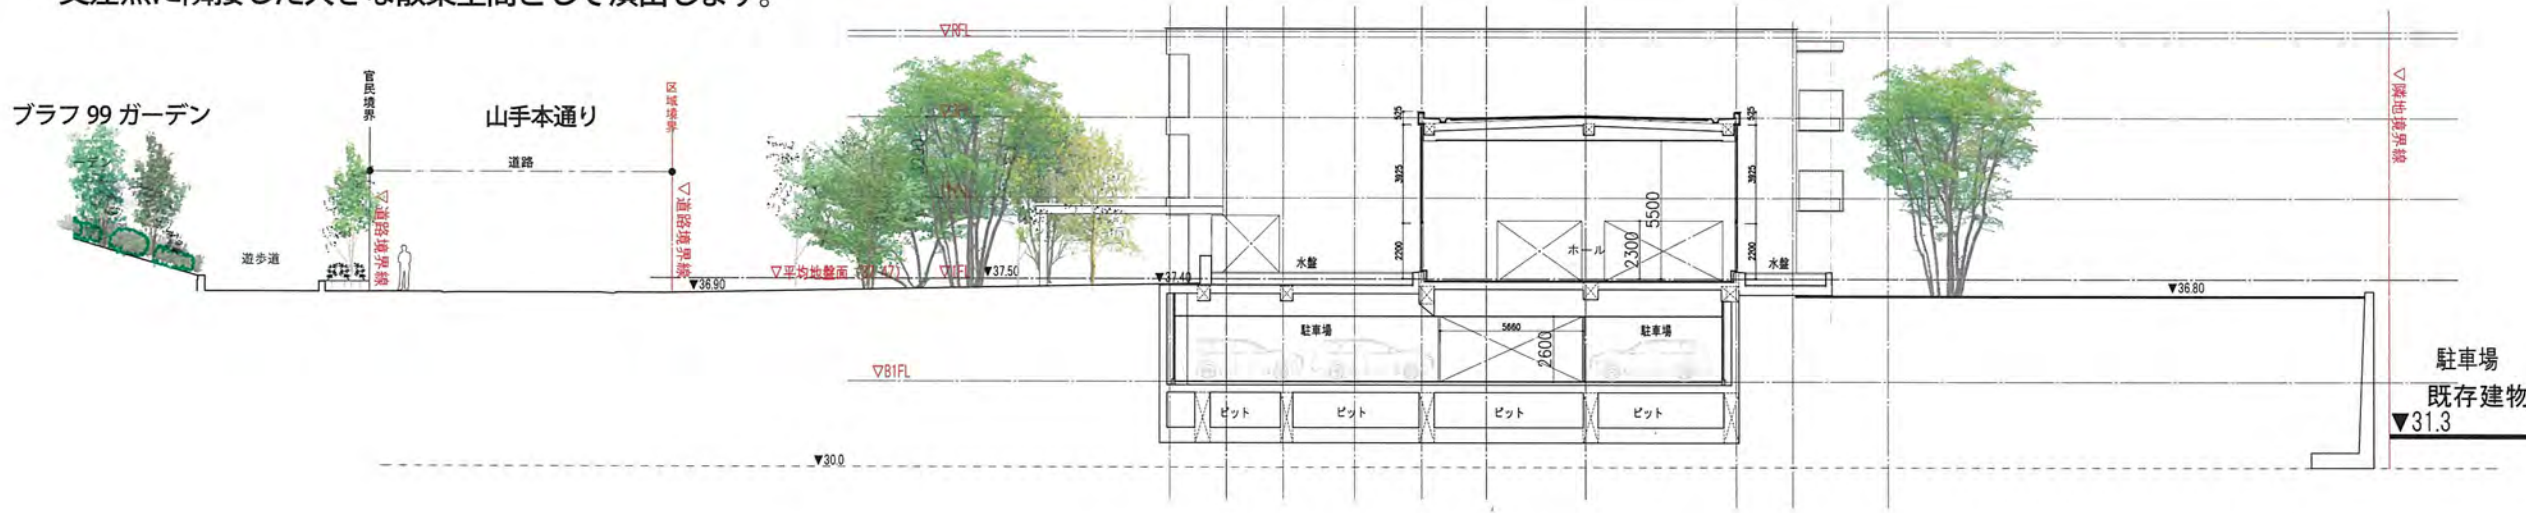 ブラフ 99 ガーデン
官民境界
山手本通り
区域境界
道路
▽道路境界線
▽道路境界線
遊歩道
▽RFL
▽平均地盤面
▽1FL
▼37.50
▼36.90
▼37.40
525
3925
2200
水盤
ホール
2300
5500
525
3925
2200
水盤
▽隣地境界線
▼36.80
駐車場
5660
2600
駐車場
▽B1FL
ピット
ピット
ピット
ピット
▼30.0
駐車場
既存建物
▼31.3